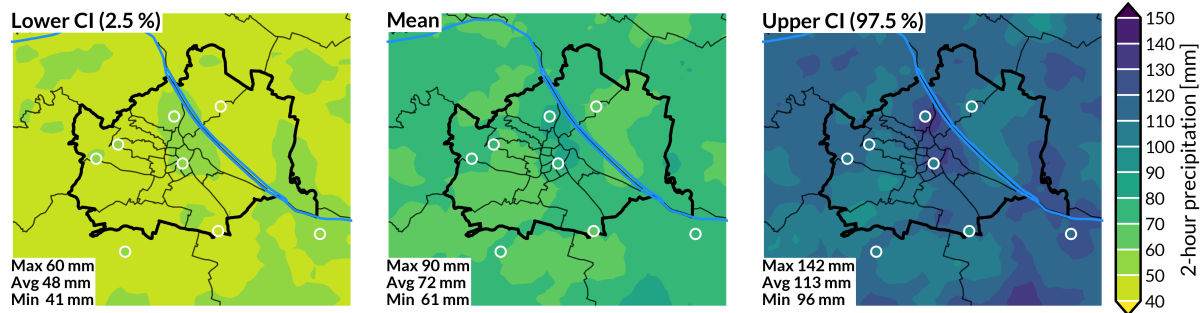 Lower CI (2.5 %)
Max 60 mm
Avg 48 mm
Min 41 mm
Mean
Max 90 mm
Avg 72 mm
Min 61 mm
Upper CI (97.5 %)
Max 142 mm
Avg 113 mm
Min 96 mm
150
140
130
120
110
100
90
80
70
60
50
40
2-hour precipitation [mm]